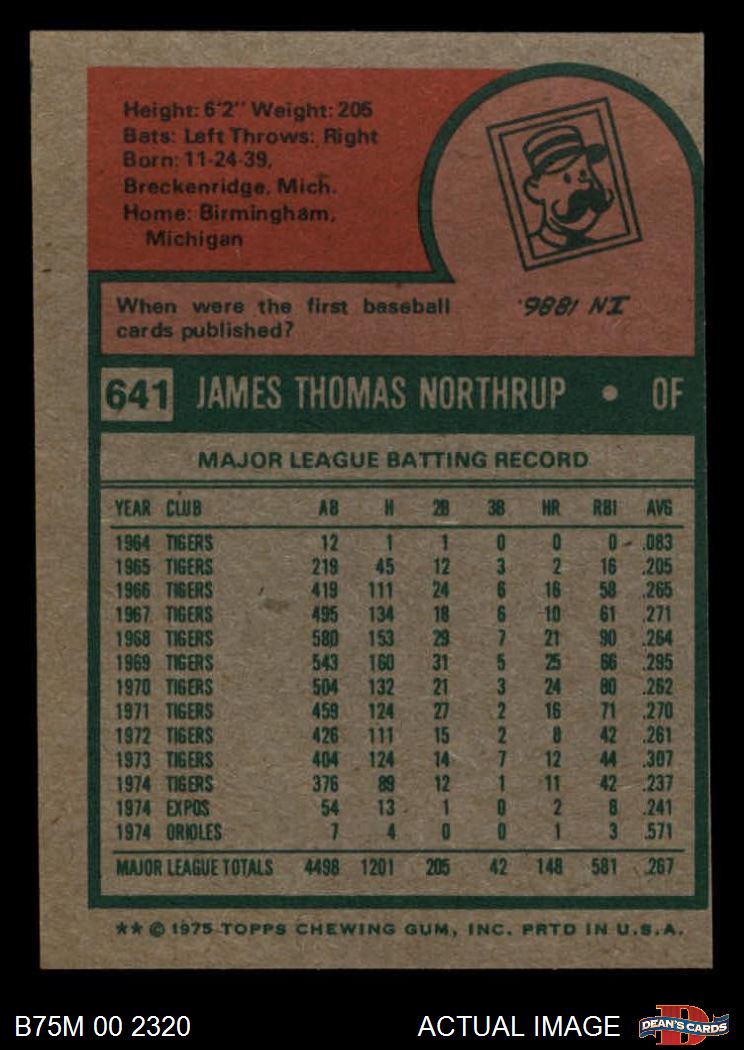 Height: 6'2" Weight: 205
Bats: Left Throws: Right
Born: 11-24-39,
Breckenridge, Mich.
Home: Birmingham,
Michigan
When were the first baseball
cards published?
IN 1886.
641 JAMES THOMAS NORTHRUP • OF
MAJOR LEAGUE BATTING RECORD
YEAR CLUB AB H 2B 3B HR RBI AVG
1964 TIGERS 12 1 1 0 0 0 .083
1965 TIGERS 219 45 12 3 2 16 .205
1966 TIGERS 419 111 24 6 16 58 .265
1967 TIGERS 495 134 18 6 10 61 .271
1968 TIGERS 580 153 29 7 21 90 .264
1969 TIGERS 543 160 31 5 25 66 .295
1970 TIGERS 504 132 21 3 24 80 .262
1971 TIGERS 459 124 27 2 16 71 .270
1972 TIGERS 426 111 15 2 8 42 .261
1973 TIGERS 404 124 14 7 12 44 .307
1974 TIGERS 376 89 12 1 11 42 .237
1974 EXPOS 54 13 1 0 2 8 .241
1974 ORIOLES 7 4 0 0 1 3 .571
MAJOR LEAGUE TOTALS 4498 1201 205 42 148 581 .267
** © 1975 TOPPS CHEWING GUM, INC. PRTD IN U.S.A.
B75M 00 2320 ACTUAL IMAGE DEAN'S CARDS